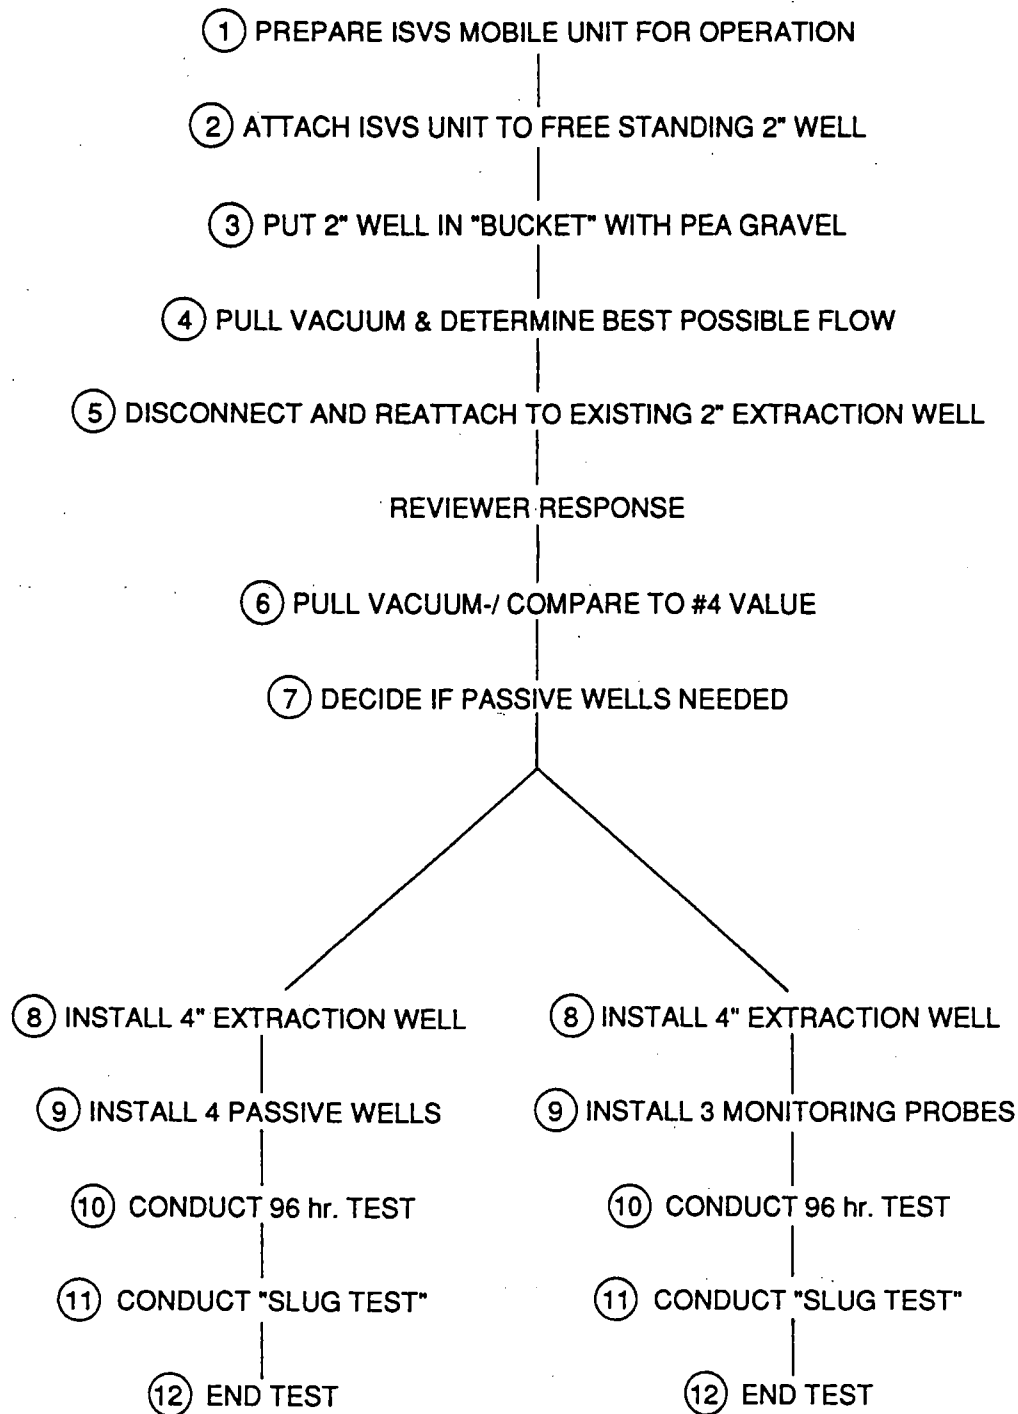 1 PREPARE ISVS MOBILE UNIT FOR OPERATION
2 ATTACH ISVS UNIT TO FREE STANDING 2" WELL
3 PUT 2" WELL IN "BUCKET" WITH PEA GRAVEL
4 PULL VACUUM & DETERMINE BEST POSSIBLE FLOW
5 DISCONNECT AND REATTACH TO EXISTING 2" EXTRACTION WELL
REVIEWER RESPONSE
6 PULL VACUUM-/ COMPARE TO #4 VALUE
7 DECIDE IF PASSIVE WELLS NEEDED
8 INSTALL 4" EXTRACTION WELL
9 INSTALL 4 PASSIVE WELLS
10 CONDUCT 96 hr. TEST
11 CONDUCT "SLUG TEST"
12 END TEST
8 INSTALL 4" EXTRACTION WELL
9 INSTALL 3 MONITORING PROBES
10 CONDUCT 96 hr. TEST
11 CONDUCT "SLUG TEST"
12 END TEST